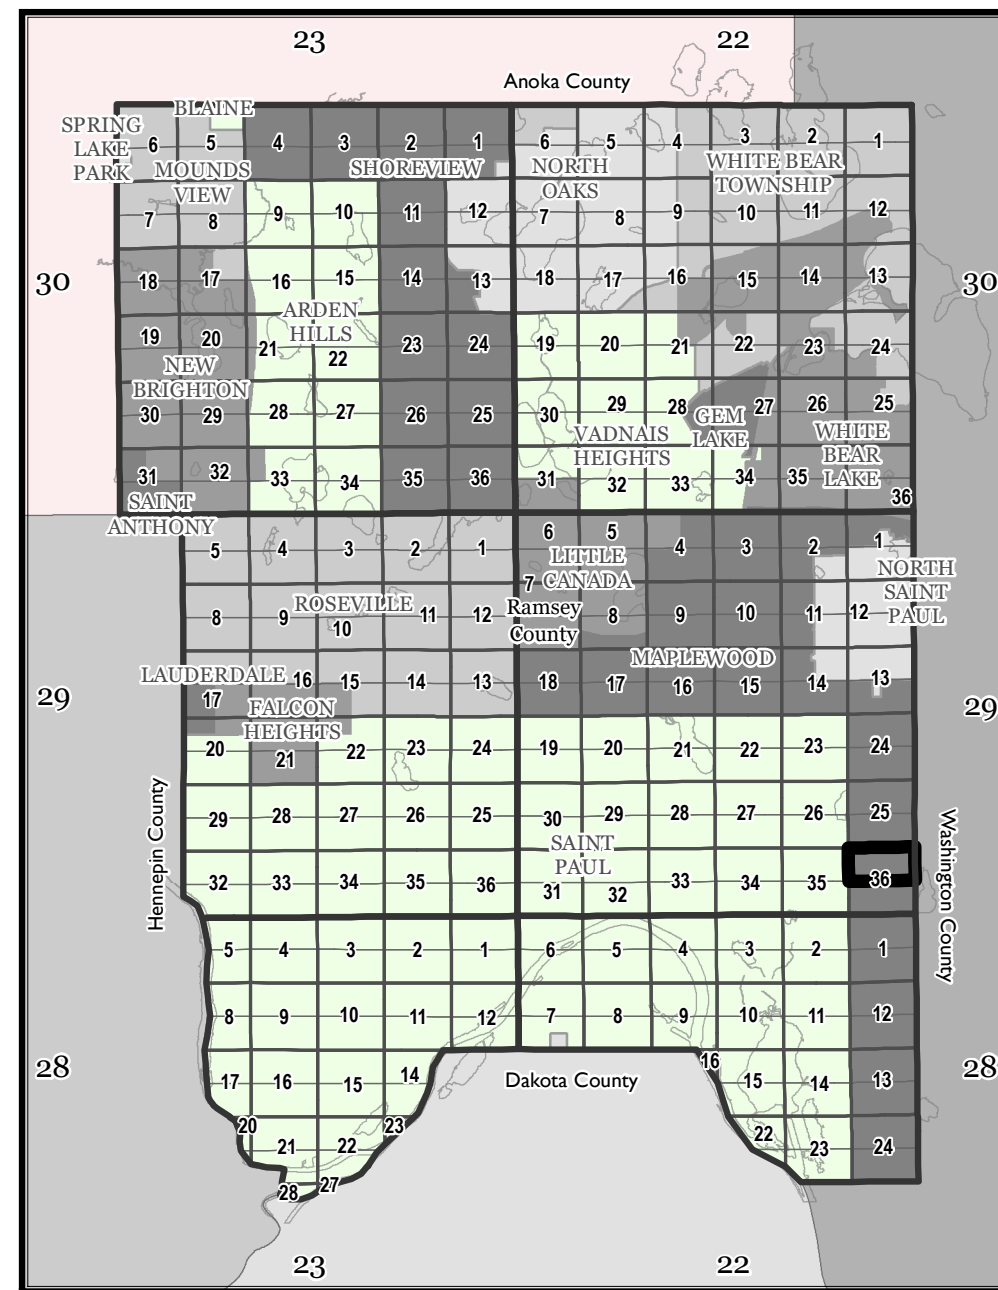 23 22
Anoka County
BLAINE
SPRING
LAKE
PARK
6 5 4 3 2 1 6 5 4 3 2 1
MOUNDS
VIEW
SHOREVIEW
NORTH
OAKS
WHITE BEAR
TOWNSHIP
7 8 9 10 11 12 7 8 9 10 11 12
30 18 17 16 15 14 13 18 17 16 15 14 13 30
ARDEN
HILLS
19 20 21 22 23 24 19 20 21 22 23 24
NEW
BRIGHTON
30 29 28 27 26 25 30 29 28 27 26 25
GEM
LAKE
VADNAIS
HEIGHTS
WHITE
BEAR
LAKE
31 32 33 34 35 36 31 32 33 34 35 36
SAINT
ANTHONY
5 4 3 2 1 6 5 4 3 2 1
LITTLE
CANADA
NORTH
SAINT
PAUL
8 9 10 11 12 7 8 9 10 11 12
ROSEVILLE
Ramsey
County
MAPLEWOOD
LAUDERDALE
29 17 16 15 14 13 18 17 16 15 14 13 29
FALCON
HEIGHTS
20 21 22 23 24 19 20 21 22 23 24
29 28 27 26 25 30 29 28 27 26 25
SAINT
PAUL
Hennepin County
Washington County
32 33 34 35 36 31 32 33 34 35 36
5 4 3 2 1 6 5 4 3 2 1
8 9 10 11 12 7 8 9 10 11 12
28 17 16 15 14 16 15 14 13 28
Dakota County
20 21 22 23 22 23 24
28 27
23 22